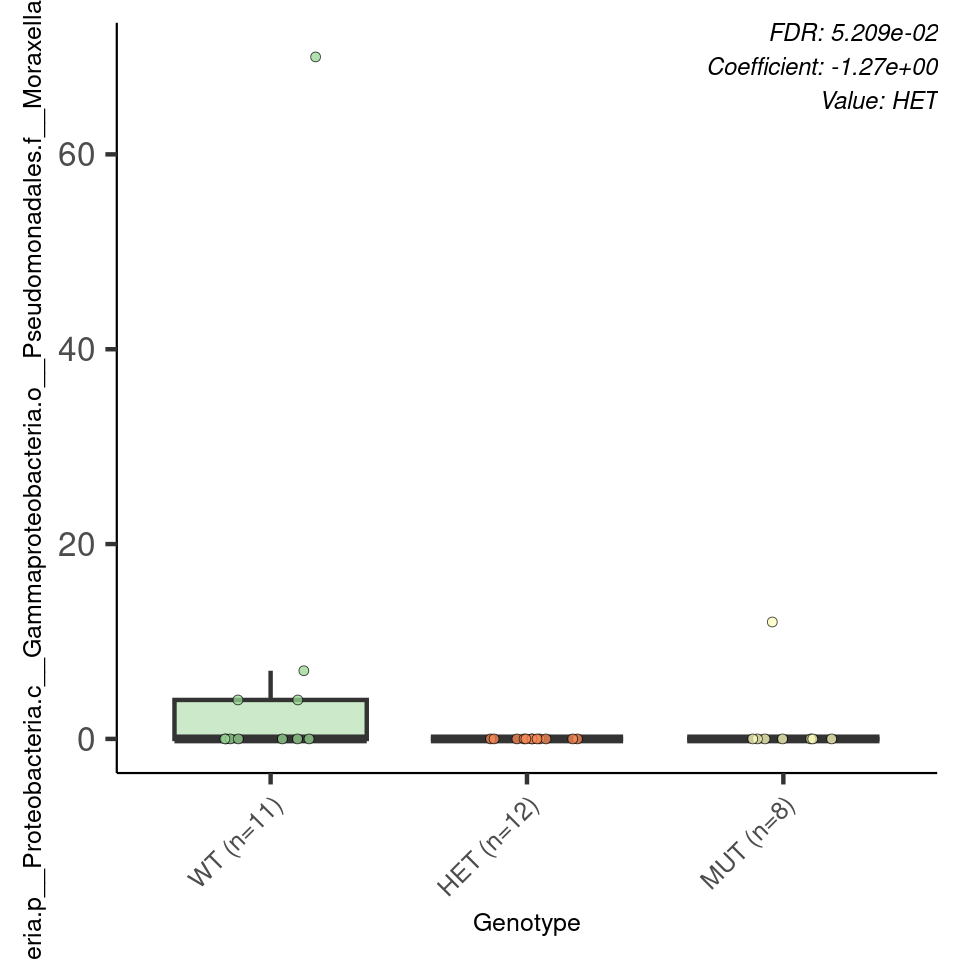 FDR: 5.209e-02
Coefficient: -1.27e+00
Value: HET
eria.p__Proteobacteria.c__Gammaproteobacteria.o__Pseudomonadales.f__Moraxella
60
40
20
0
WT (n=11)
HET (n=12)
MUT (n=8)
Genotype